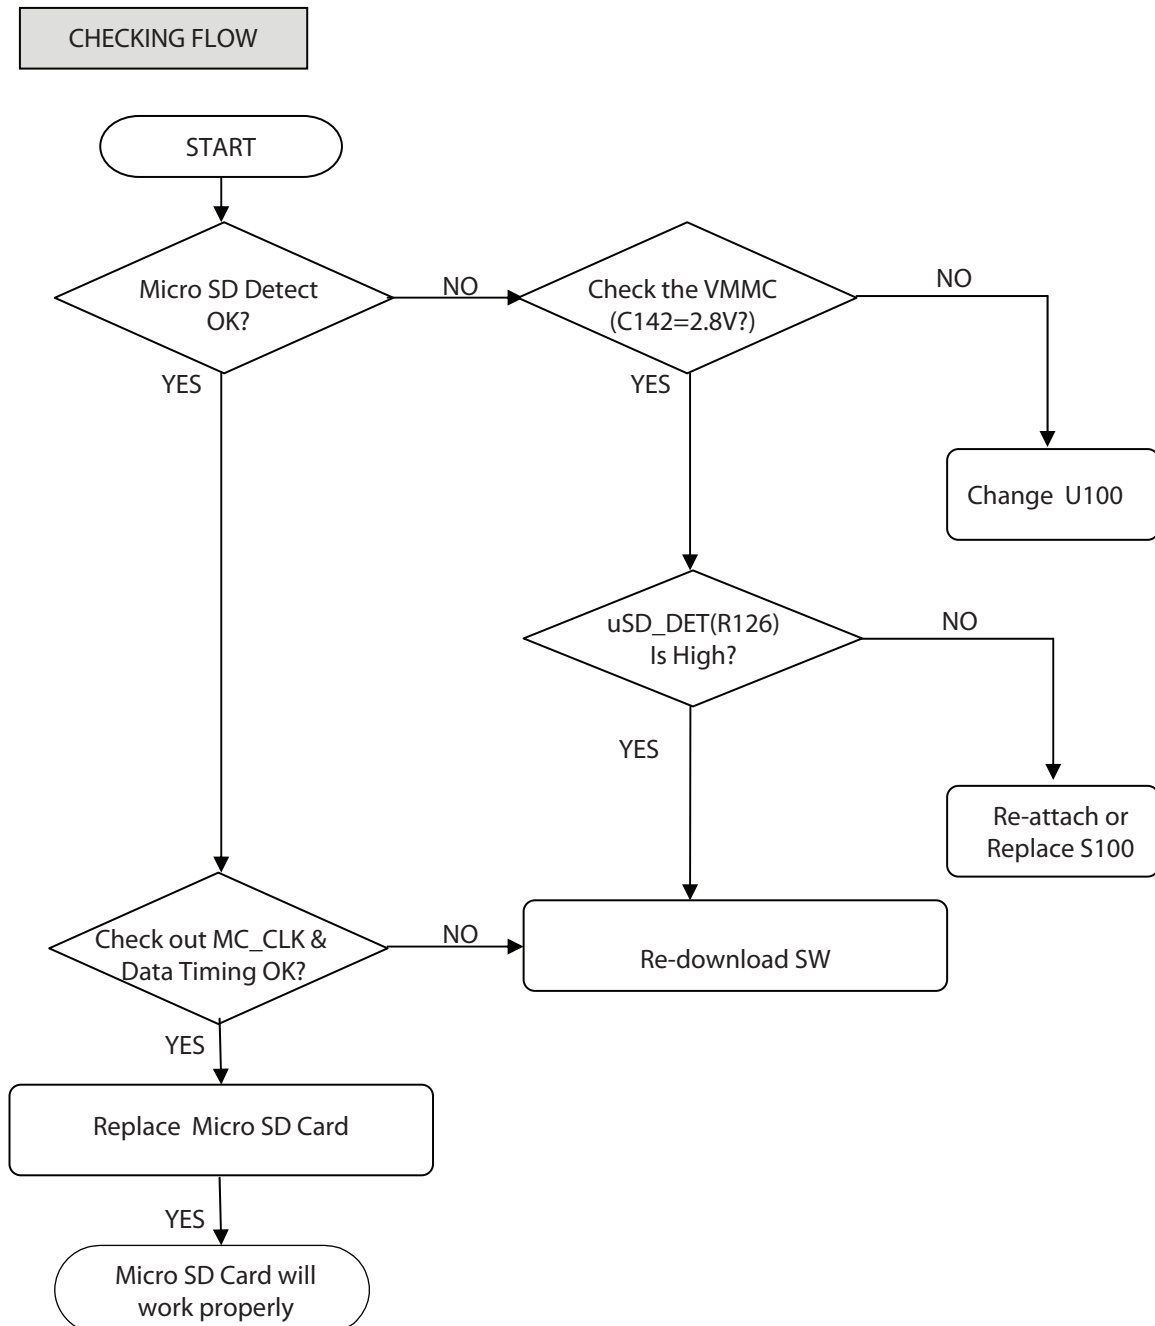 CHECKING FLOW
START
Micro SD Detect
OK?
NO
Check the VMMC
(C142=2.8V?)
NO
YES
YES
Change U100
uSD_DET(R126)
Is High?
NO
YES
Re-attach or
Replace S100
Check out MC_CLK &
Data Timing OK?
NO
Re-download SW
YES
Replace Micro SD Card
YES
Micro SD Card will
work properly